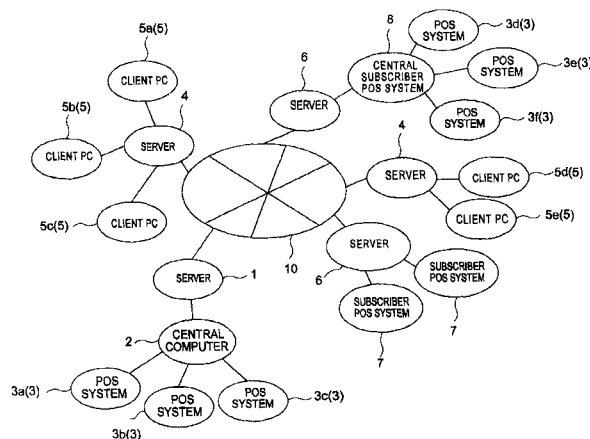 8
3d(3)
POS
SYSTEM
5a(5)
6
CENTRAL
SUBSCRIBER
POS SYSTEM
POS
SYSTEM
3e(3)
CLIENT PC
4
5b(5)
SERVER
POS
SYSTEM
3f(3)
SERVER
4
CLIENT PC
SERVER
CLIENT PC
5d(5)
CLIENT PC
5e(5)
5c(5)
SERVER
SERVER
1
10
6
SUBSCRIBER
POS SYSTEM
7
SUBSCRIBER
POS SYSTEM
7
2
CENTRAL
COMPUTER
3a(3)
POS
SYSTEM
POS
SYSTEM
POS
SYSTEM
3c(3)
3b(3)